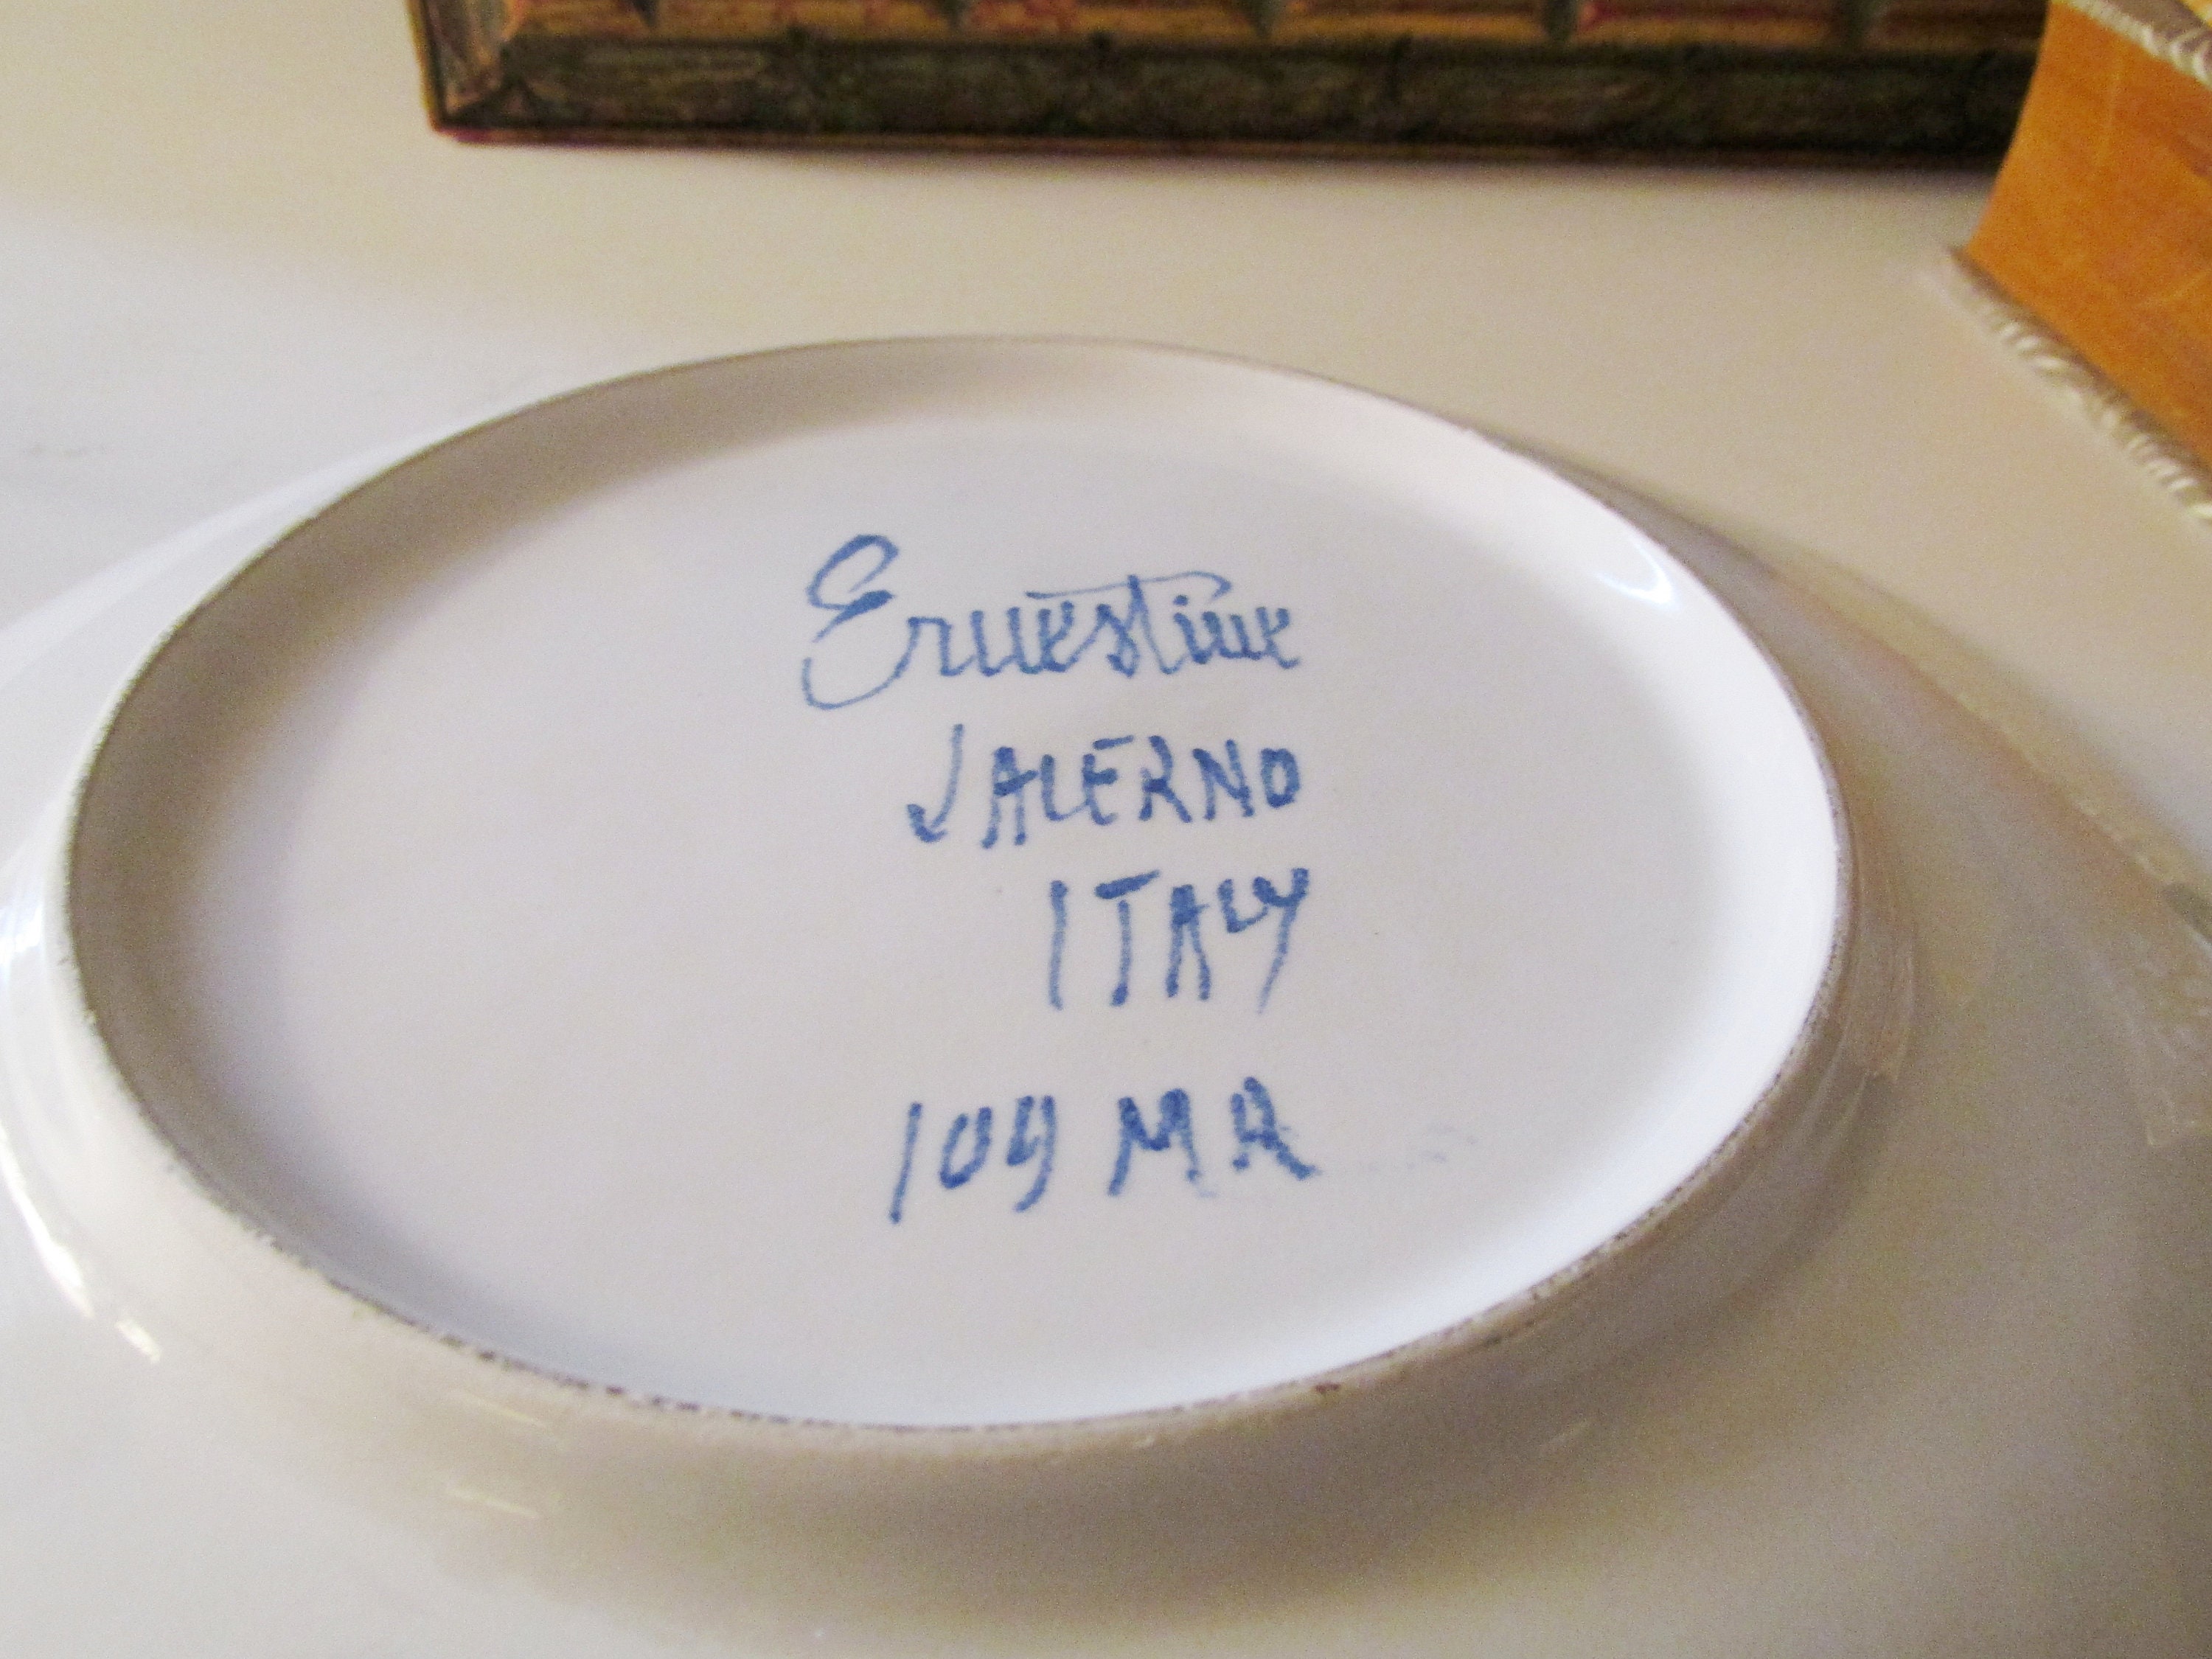 Ernestine
SALERNO
ITALY
109 MA